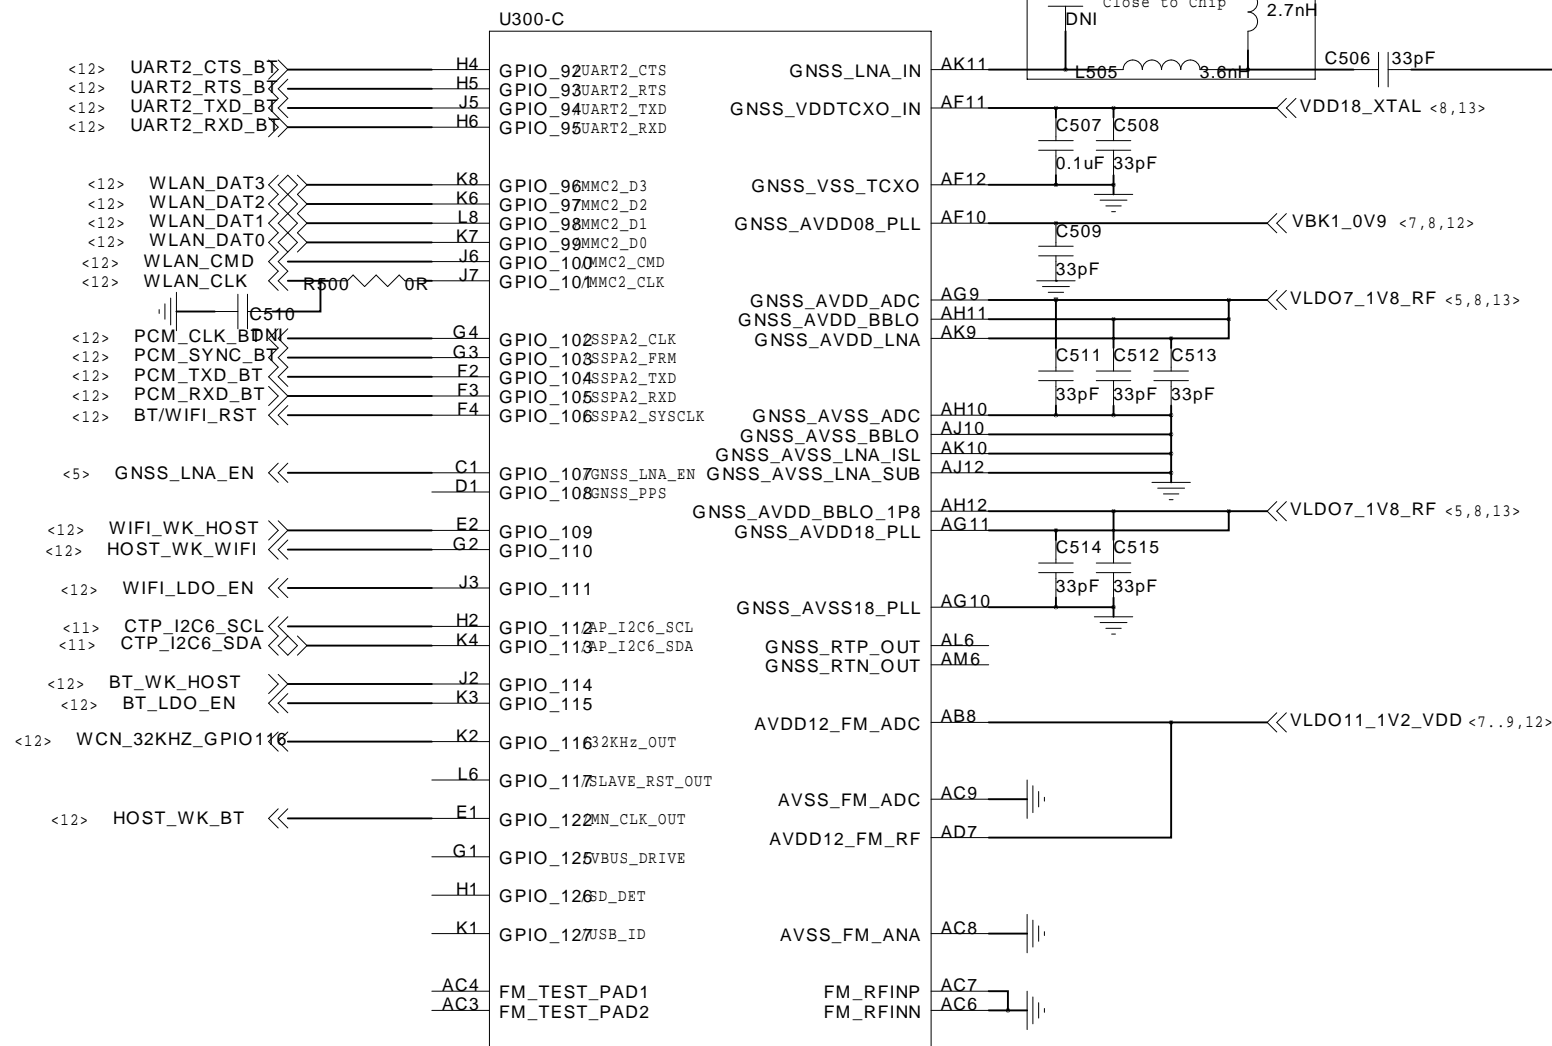 U300-C
Close to Chip
DNI
2.7nH
L505
3.6nH
C506
33pF
<12> UART2_CTS_BT H4 GPIO_92/UART2_CTS
<12> UART2_RTS_BT H5 GPIO_93/UART2_RTS
<12> UART2_TXD_BT J5 GPIO_94/UART2_TXD
<12> UART2_RXD_BT H6 GPIO_95/UART2_RXD
<12> WLAN_DAT3 K8 GPIO_96/MMC2_D3
<12> WLAN_DAT2 K6 GPIO_97/MMC2_D2
<12> WLAN_DAT1 L8 GPIO_98/MMC2_D1
<12> WLAN_DAT0 K7 GPIO_99/MMC2_D0
<12> WLAN_CMD J6 GPIO_100/MMC2_CMD
<12> WLAN_CLK R500 0R J7 GPIO_101/MMC2_CLK
C510
DNI
<12> PCM_CLK_BT G4 GPIO_102/SSPA2_CLK
<12> PCM_SYNC_BT G3 GPIO_103/SSPA2_FRM
<12> PCM_TXD_BT F2 GPIO_104/SSPA2_TXD
<12> PCM_RXD_BT F3 GPIO_105/SSPA2_RXD
<12> BT/WIFI_RST F4 GPIO_106/SSPA2_SYSCLK
<5> GNSS_LNA_EN C1 GPIO_107/GNSS_LNA_EN
D1 GPIO_108/GNSS_PPS
<12> WIFI_WK_HOST E2 GPIO_109
<12> HOST_WK_WIFI G2 GPIO_110
<12> WIFI_LDO_EN J3 GPIO_111
<11> CTP_I2C6_SCL H2 GPIO_112/AP_I2C6_SCL
<11> CTP_I2C6_SDA K4 GPIO_113/AP_I2C6_SDA
<12> BT_WK_HOST J2 GPIO_114
<12> BT_LDO_EN K3 GPIO_115
<12> WCN_32KHZ_GPIO116 K2 GPIO_116/32KHz_OUT
L6 GPIO_117/SLAVE_RST_OUT
<12> HOST_WK_BT E1 GPIO_122/MN_CLK_OUT
G1 GPIO_125/VBUS_DRIVE
H1 GPIO_126/SD_DET
K1 GPIO_127/USB_ID
AC4 FM_TEST_PAD1
AC3 FM_TEST_PAD2
GNSS_LNA_IN AK11
GNSS_VDDTCXO_IN AF11 VDD18_XTAL <8,13>
C507 C508
0.1uF 33pF
GNSS_VSS_TCXO AF12
GNSS_AVDD08_PLL AF10 VBK1_0V9 <7,8,12>
C509
33pF
GNSS_AVDD_ADC AG9 VLDO7_1V8_RF <5,8,13>
GNSS_AVDD_BBLO AH11
GNSS_AVDD_LNA AK9
C511 C512 C513
33pF 33pF 33pF
GNSS_AVSS_ADC AH10
GNSS_AVSS_BBLO AJ10
GNSS_AVSS_LNA_ISL AK10
GNSS_AVSS_LNA_SUB AJ12
GNSS_AVDD_BBLO_1P8 AH12 VLDO7_1V8_RF <5,8,13>
GNSS_AVDD18_PLL AG11
C514 C515
33pF 33pF
GNSS_AVSS18_PLL AG10
GNSS_RTP_OUT AL6
GNSS_RTN_OUT AM6
AVDD12_FM_ADC AB8 VLDO11_1V2_VDD <7..9,12>
AVSS_FM_ADC AC9
AVDD12_FM_RF AD7
AVSS_FM_ANA AC8
FM_RFINP AC7
FM_RFINN AC6